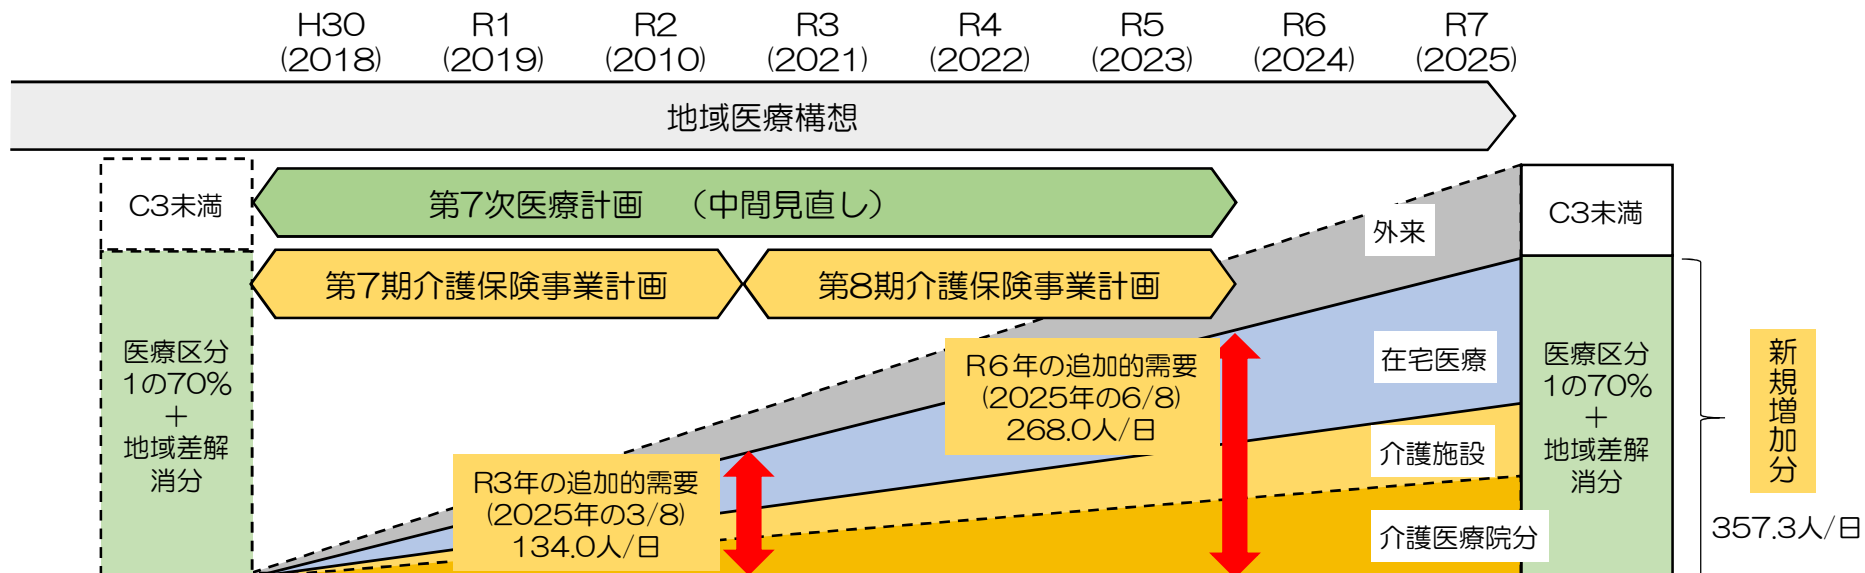 H30 R1 R2 R3 R4 R5 R6 R7
(2018) (2019) (2010) (2021) (2022) (2023) (2024) (2025)
地域医療構想
C3未満
第7次医療計画 （中間見直し）
外来
C3未満
第7期介護保険事業計画
第8期介護保険事業計画
医療区分
1の70%
＋
地域差解
消分
R6年の追加的需要
(2025年の6/8)
268.0人/日
在宅医療
医療区分
1の70%
＋
地域差解
消分
新規増加分
R3年の追加的需要
(2025年の3/8)
134.0人/日
介護施設
介護医療院分
357.3人/日